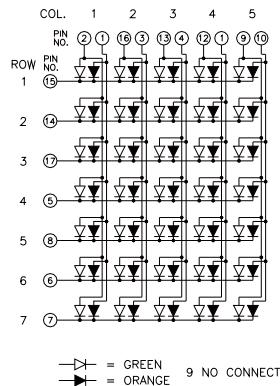 COL. 1 2 3 4 5
PIN NO. 2 1 16 3 13 4 12 1 9 10
ROW PIN NO.
1 15
2 14
3 17
4 5
5 8
6 6
7 7
= GREEN
= ORANGE
9 NO CONNECT